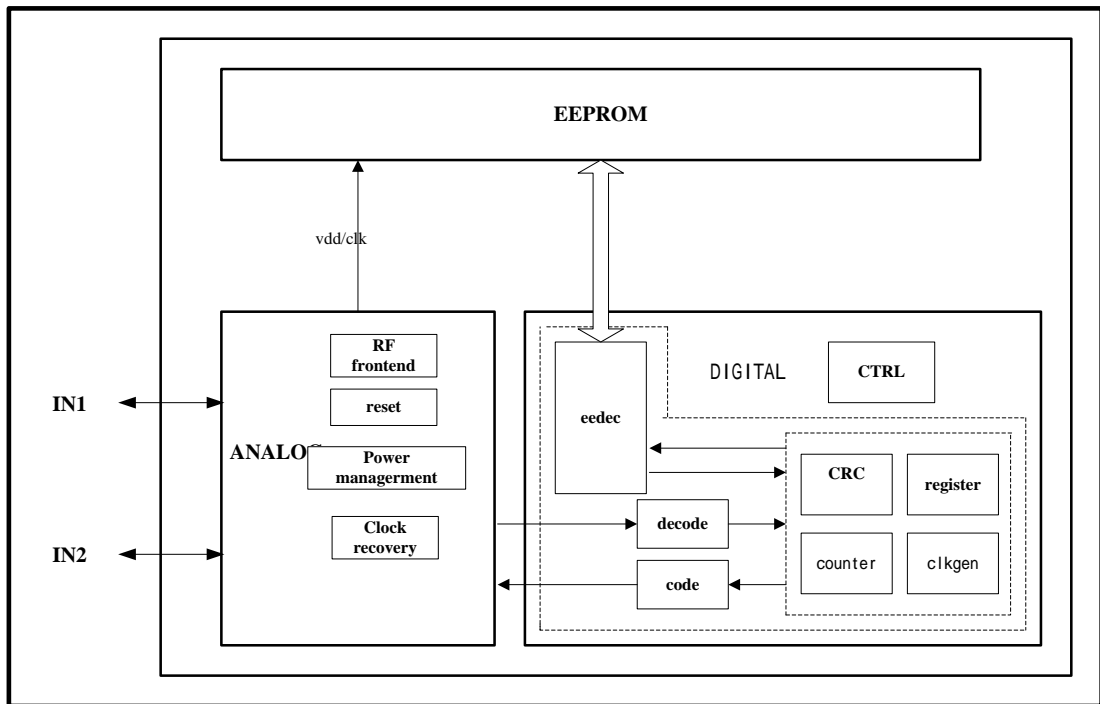 EEPROM
vdd/clk
RF
frontend
reset
ANALOG
Power
managerment
Clock
recovery
IN1
IN2
DIGITAL
CTRL
eedec
CRC
register
decode
counter
clkgen
code